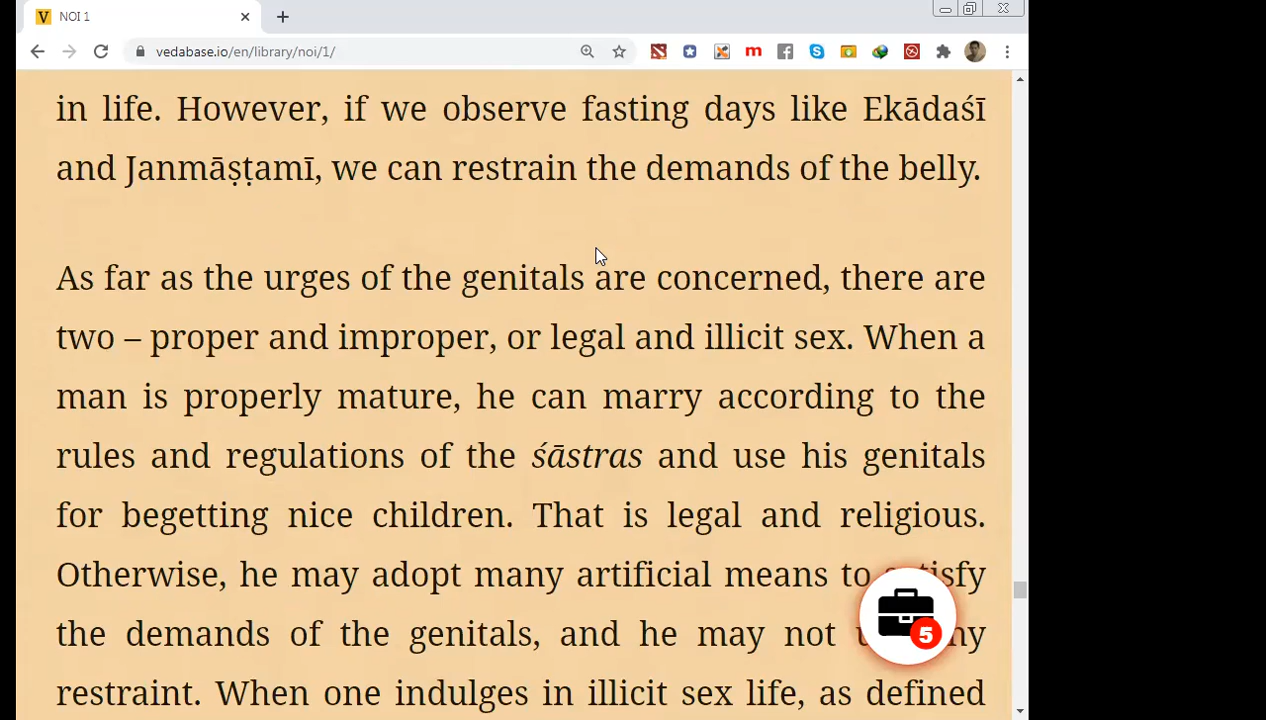 NOI 1
vedabase.io/en/library/noi/1/
in life. However, if we observe fasting days like Ekādaśī
and Janmāṣṭamī, we can restrain the demands of the belly.
As far as the urges of the genitals are concerned, there are
two – proper and improper, or legal and illicit sex. When a
man is properly mature, he can marry according to the
rules and regulations of the śāstras and use his genitals
for begetting nice children. That is legal and religious.
Otherwise, he may adopt many artificial means to satisfy
the demands of the genitals, and he may not
restraint. When one indulges in illicit sex life, as defined
5